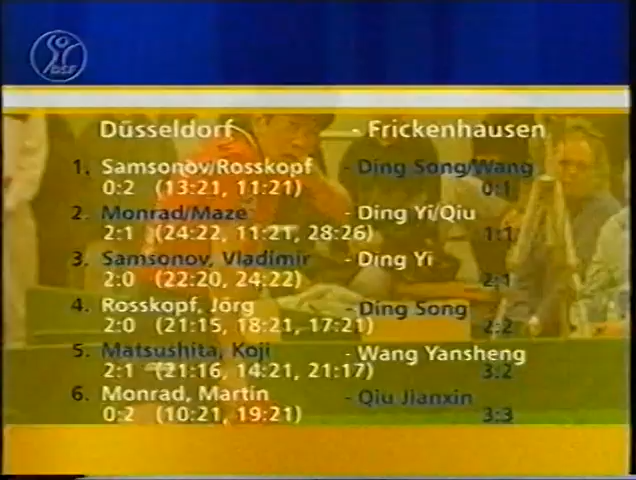 DSF
Düsseldorf - Frickenhausen
1. Samsonov/Rosskopf - Ding Song/Wang
0:2 (13:21, 11:21) 0:1
2. Monrad/Maze - Ding Yi/Qiu
2:1 (24:22, 11:21, 28:26) 1:1
3. Samsonov, Vladimir - Ding Yi
2:0 (22:20, 24:22) 2:1
4. Rosskopf, Jörg - Ding Song
2:0 (21:15, 18:21, 17:21) 2:2
5. Matsushita, Koji - Wang Yansheng
2:1 (21:16, 14:21, 21:17) 3:2
6. Monrad, Martin - Qiu Jianxin
0:2 (10:21, 19:21) 3:3